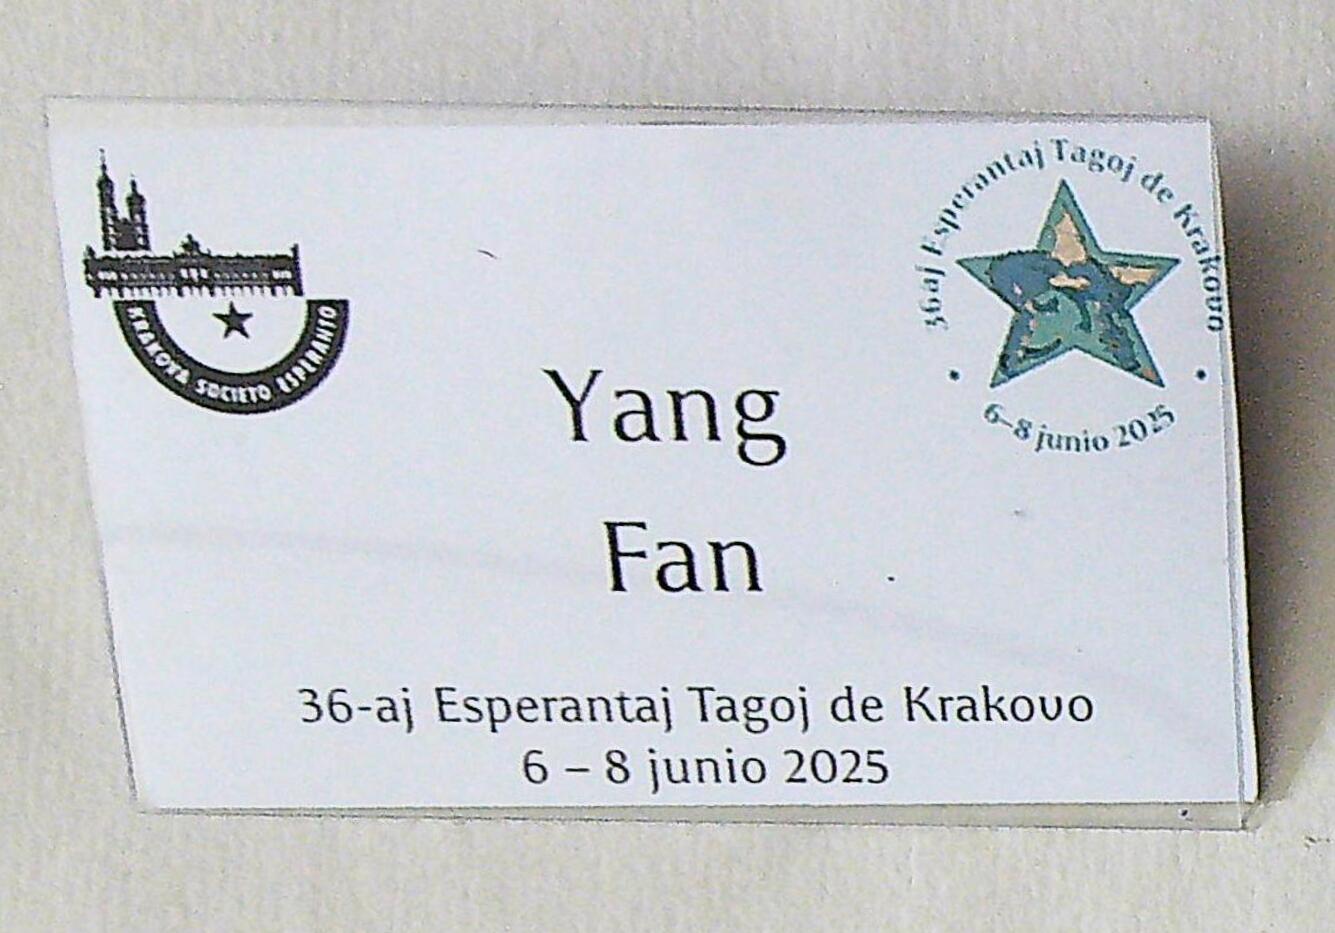 KRAKOVA SOCIETO ESPERANTO
36aj Esperantaj Tagoj de Krakovo
6–8 junio 2025
Yang
Fan
36-aj Esperantaj Tagoj de Krakovo
6 – 8 junio 2025